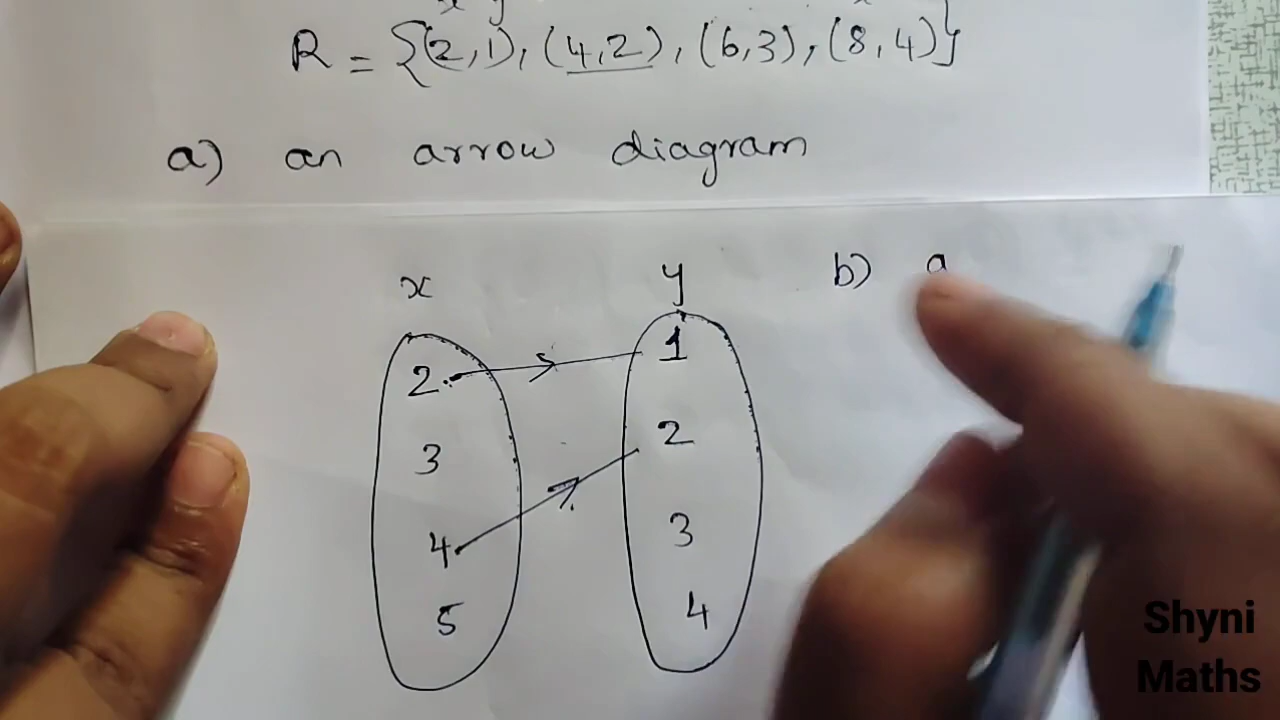 x y
R = {(2,1), (4,2), (6,3), (8,4)}
a) an arrow diagram
x y b) a
2 1
3 2
4 3
5 4
Shyni
Maths